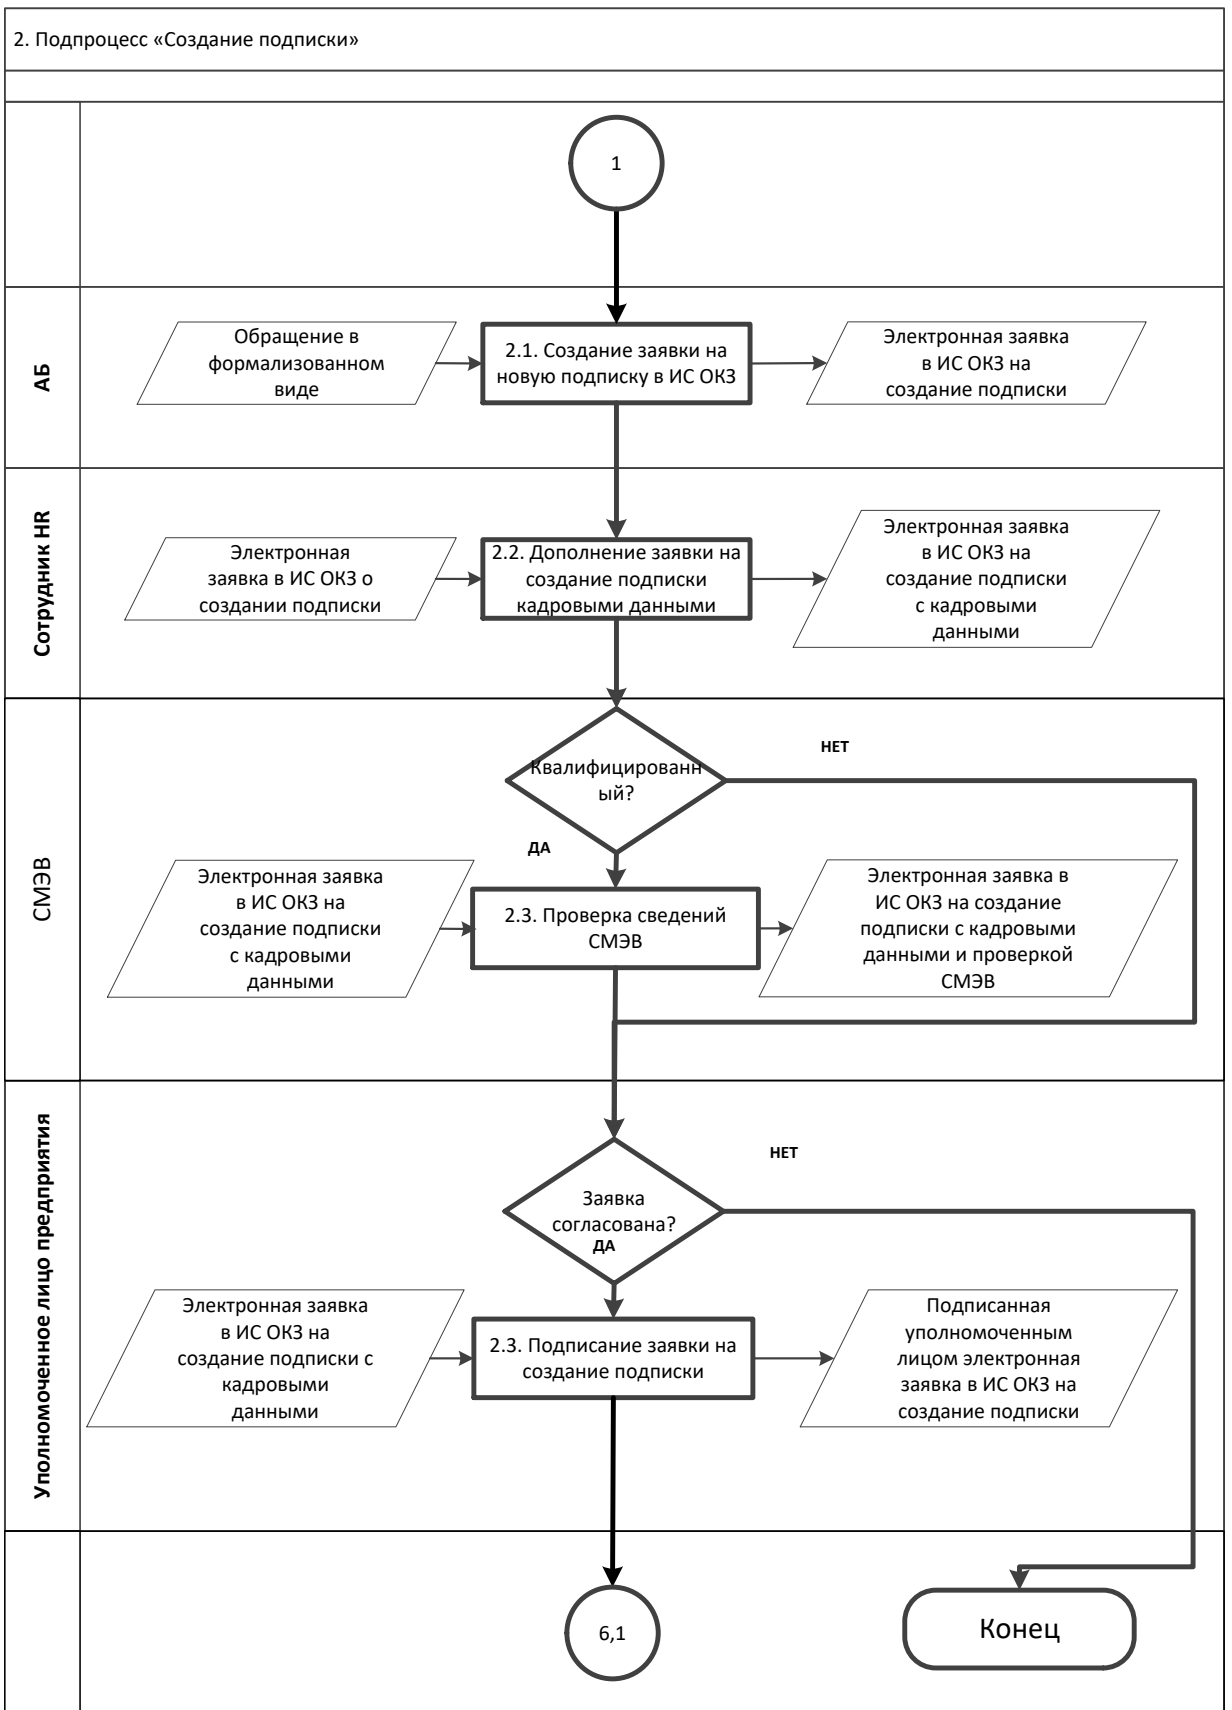 2. Подпроцесс «Создание подписки»
1
АБ
Обращение в
формализованном
виде
2.1. Создание заявки на
новую подписку в ИС ОКЗ
Электронная заявка
в ИС ОКЗ на
создание подписки
Сотрудник HR
Электронная
заявка в ИС ОКЗ о
создании подписки
2.2. Дополнение заявки на
создание подписки
кадровыми данными
Электронная заявка
в ИС ОКЗ на
создание подписки
с кадровыми
данными
СМЭВ
Квалифицированн
ый?
НЕТ
ДА
Электронная заявка
в ИС ОКЗ на
создание подписки
с кадровыми
данными
2.3. Проверка сведений
СМЭВ
Электронная заявка в
ИС ОКЗ на создание
подписки с кадровыми
данными и проверкой
СМЭВ
Уполномоченное лицо предприятия
Заявка
согласована?
НЕТ
ДА
Электронная заявка
в ИС ОКЗ на
создание подписки с
кадровыми
данными
2.3. Подписание заявки на
создание подписки
Подписанная
уполномоченным
лицом электронная
заявка в ИС ОКЗ на
создание подписки
6,1
Конец